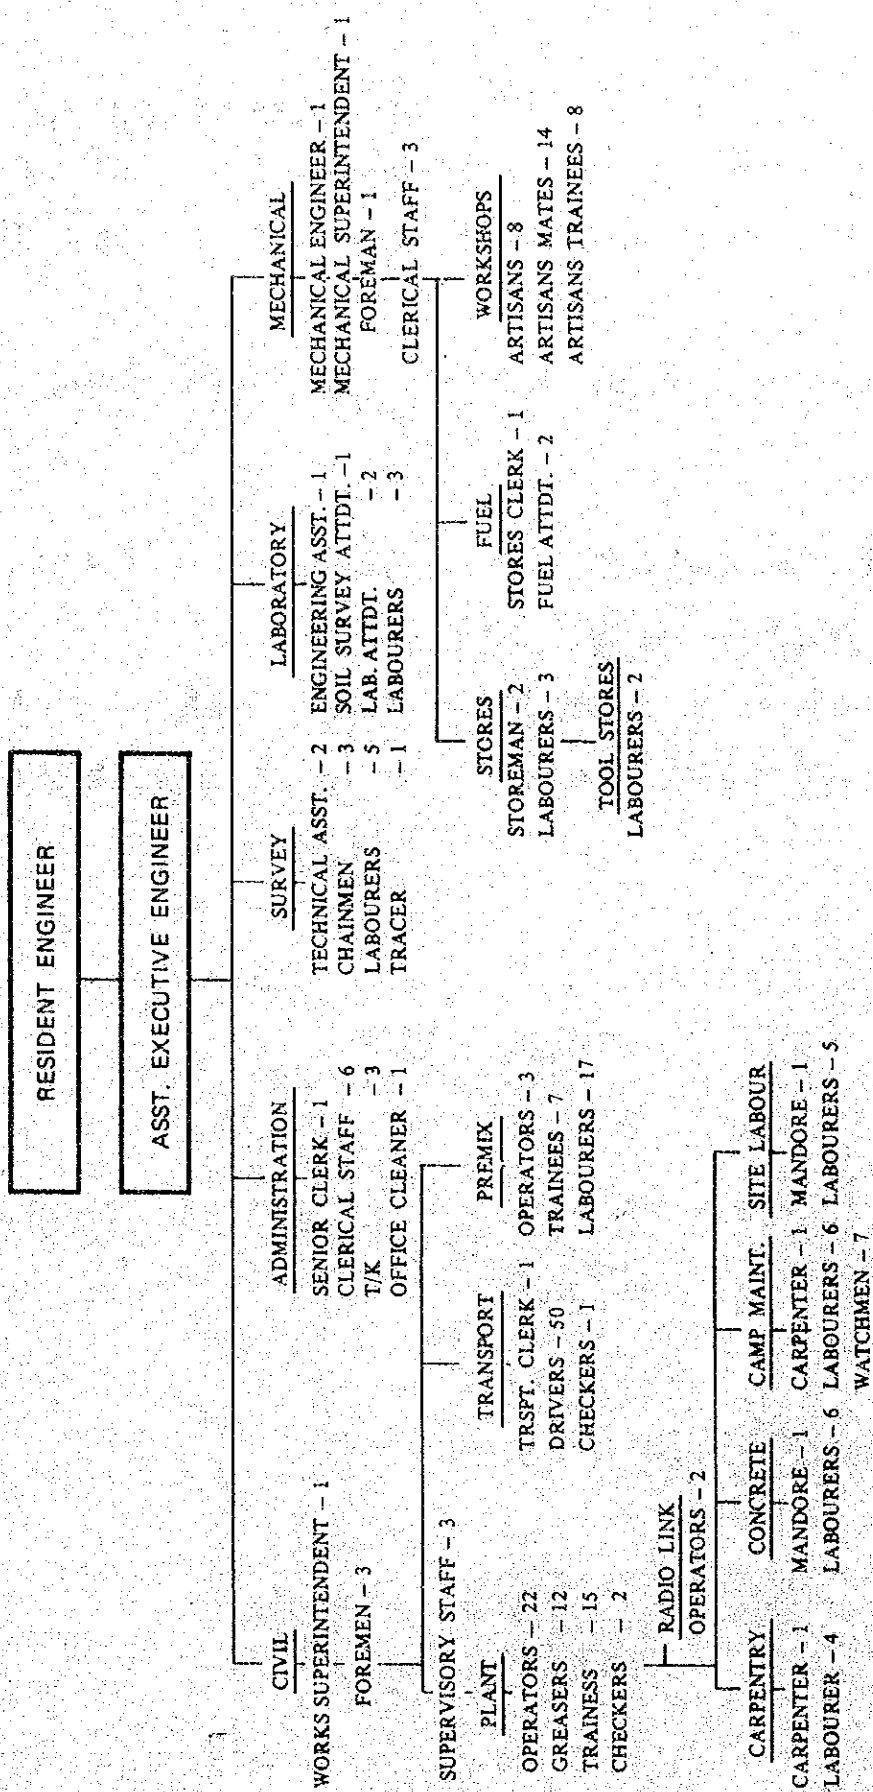 RESIDENT ENGINEER
ASST. EXECUTIVE ENGINEER
CIVIL
WORKS SUPERINTENDENT – 1
FOREMEN – 3
ADMINISTRATION
SENIOR CLERK – 1
CLERICAL STAFF – 6
T/K – 3
OFFICE CLEANER – 1
SURVEY
TECHNICAL ASST. – 2
CHAINMEN – 3
LABOURERS – 5
TRACER – 1
LABORATORY
ENGINEERING ASST. – 1
SOIL SURVEY ATTDT. – 1
LAB. ATTDT. – 2
LABOURERS – 3
MECHANICAL
MECHANICAL ENGINEER – 1
MECHANICAL SUPERINTENDENT – 1
FOREMAN – 1
CLERICAL STAFF – 3
SUPERVISORY STAFF – 3
PLANT
OPERATORS – 22
GREASERS – 12
TRAINESS – 15
CHECKERS – 2
TRANSPORT
TRSPT. CLERK – 1
DRIVERS – 50
CHECKERS – 1
PREMIX
OPERATORS – 3
TRAINEES – 7
LABOURERS – 17
STORES
STOREMAN – 2
LABOURERS – 3
TOOL STORES
LABOURERS – 2
FUEL
STORES CLERK – 1
FUEL ATTDT. – 2
WORKSHOPS
ARTISANS – 8
ARTISANS MATES – 14
ARTISANS TRAINEES – 8
RADIO LINK
OPERATORS – 2
CARPENTRY
CARPENTER – 1
LABOURER – 4
CONCRETE
MANDORE – 1
LABOURERS – 6
CAMP MAINT.
CARPENTER – 1
LABOURERS – 6
WATCHMEN – 7
SITE LABOUR
MANDORE – 1
LABOURERS – 5